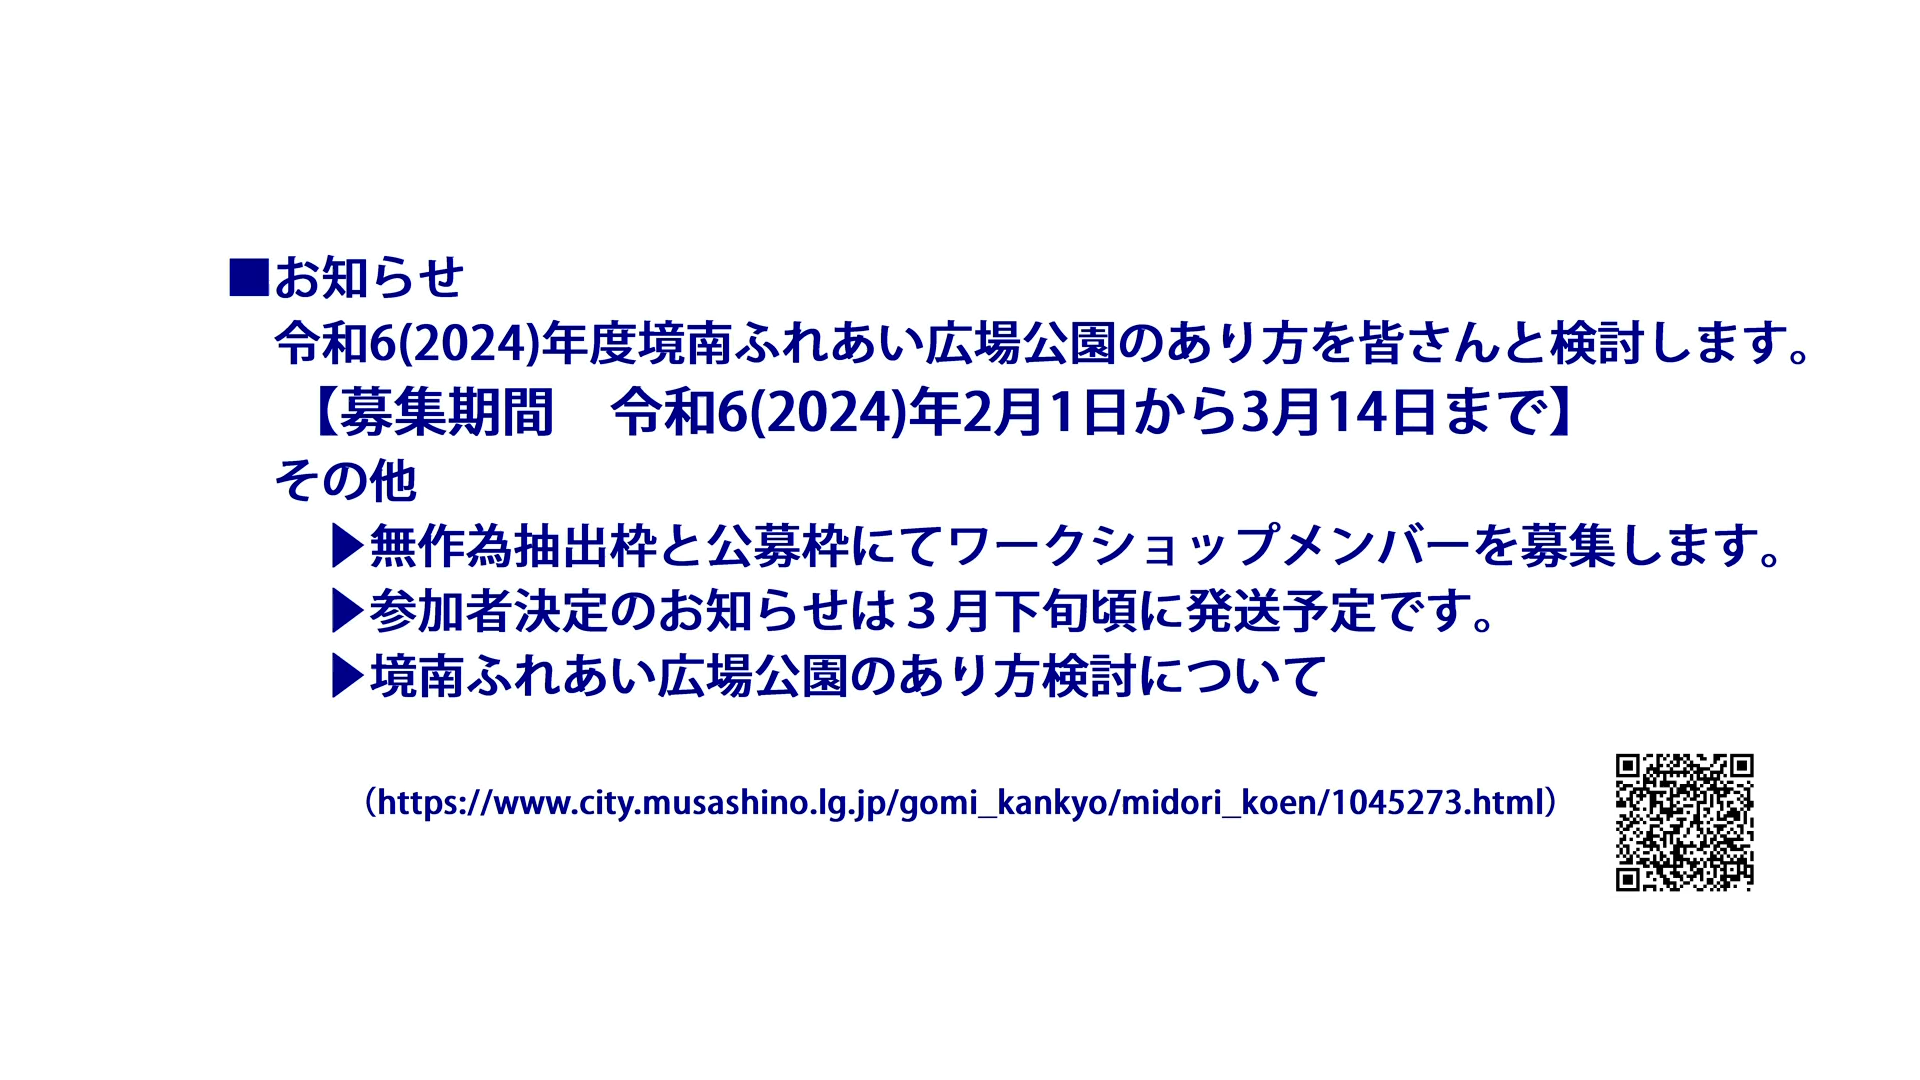 ■お知らせ
令和6(2024)年度境南ふれあい広場公園のあり方を皆さんと検討します。
【募集期間　令和6(2024)年2月1日から3月14日まで】
その他
▶無作為抽出枠と公募枠にてワークショップメンバーを募集します。
▶参加者決定のお知らせは３月下旬頃に発送予定です。
▶境南ふれあい広場公園のあり方検討について
（https://www.city.musashino.lg.jp/gomi_kankyo/midori_koen/1045273.html）